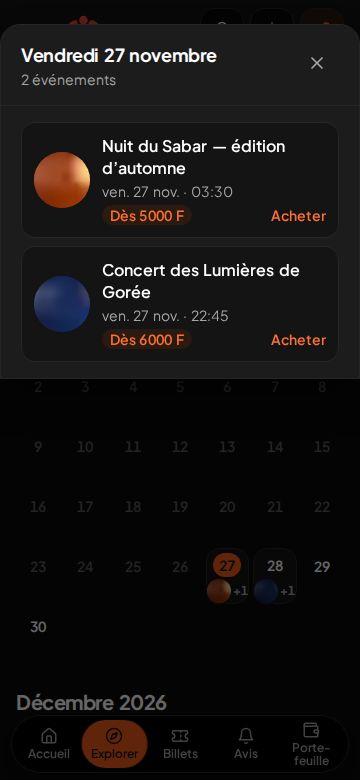 Vendredi 27 novembre
2 événements
Nuit du Sabar — édition
d’automne
ven. 27 nov. · 03:30
Dès 5000 F
Acheter
Concert des Lumières de
Gorée
ven. 27 nov. · 22:45
Dès 6000 F
Acheter
2 3 4 5 6 7 8
9 10 11 12 13 14 15
16 17 18 19 20 21 22
23 24 25 26 27 28 29
+1 +1
30
Décembre 2026
Accueil Explorer Billets Avis Porte-
feuille